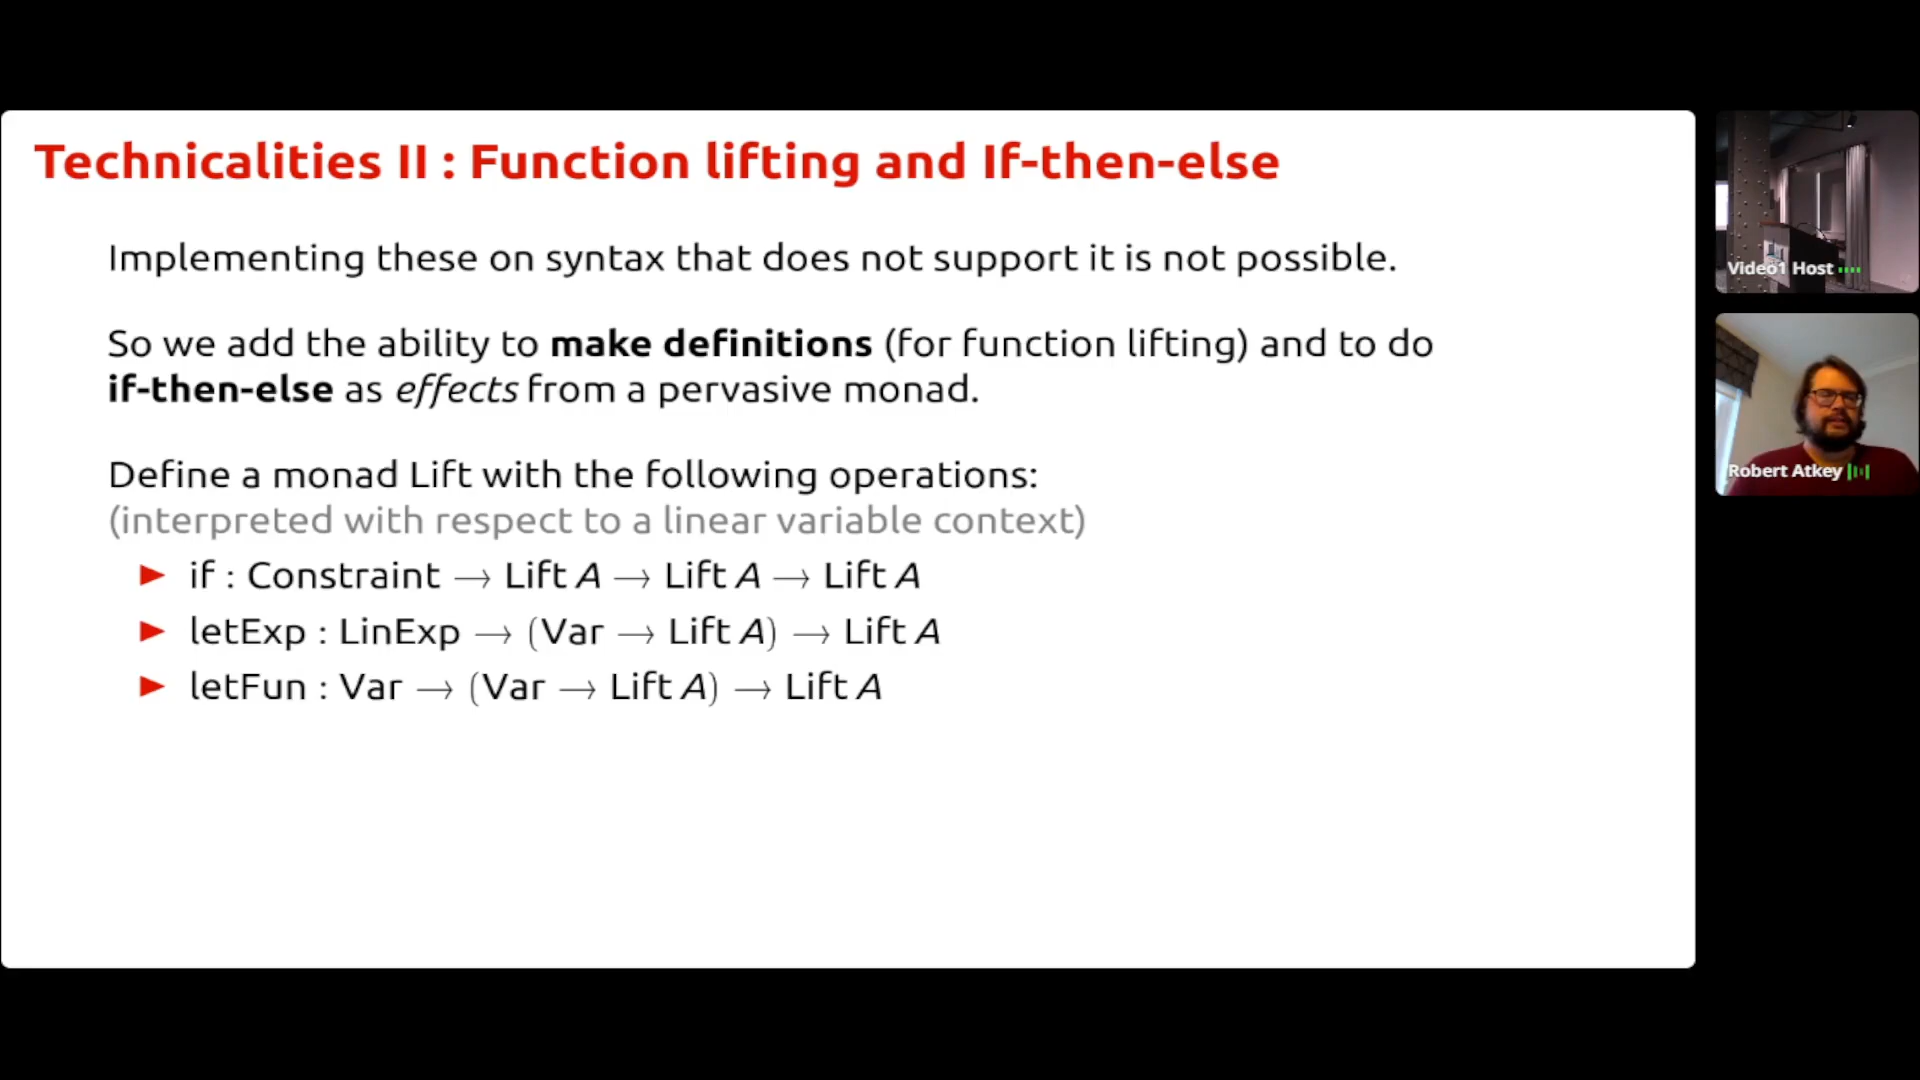 Technicalities II : Function lifting and If-then-else
Implementing these on syntax that does not support it is not possible.
So we add the ability to make definitions (for function lifting) and to do
if-then-else as effects from a pervasive monad.
Define a monad Lift with the following operations:
(interpreted with respect to a linear variable context)
▶ if : Constraint → Lift A → Lift A → Lift A
▶ letExp : LinExp → (Var → Lift A) → Lift A
▶ letFun : Var → (Var → Lift A) → Lift A
Video1 Host
Robert Atkey